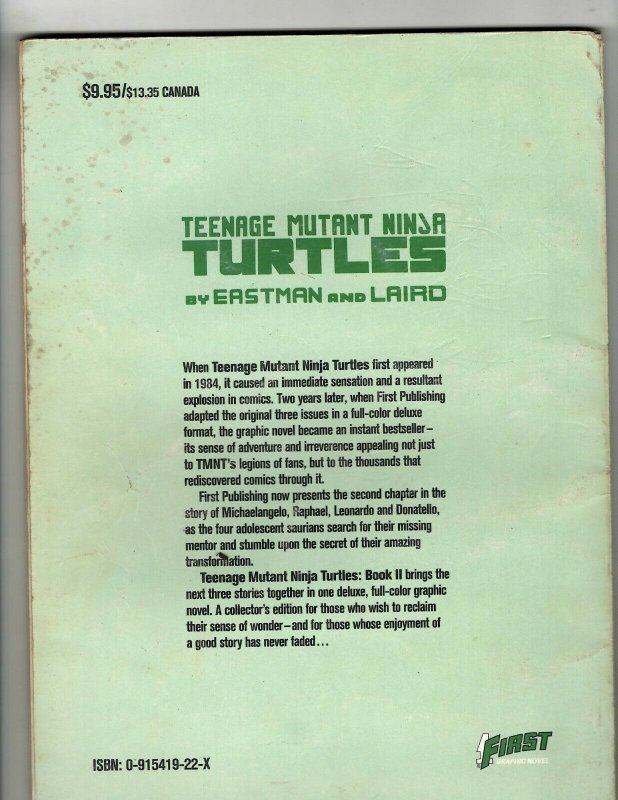 $9.95/$13.35 CANADA
TEENAGE MUTANT NINJA
TURTLES
BY EASTMAN AND LAIRD
When Teenage Mutant Ninja Turtles first appeared
in 1984, it caused an immediate sensation and a resultant
explosion in comics. Two years later, when First Publishing
adapted the original three issues in a full-color deluxe
format, the graphic novel became an instant bestseller—
its sense of adventure and irreverence appealing not just
to TMNT's legions of fans, but to the thousands that
rediscovered comics through it.
First Publishing now presents the second chapter in the
story of Michaelangelo, Raphael, Leonardo and Donatello,
as the four adolescent saurians search for their missing
mentor and stumble upon the secret of their amazing
transformation.
Teenage Mutant Ninja Turtles: Book II brings the
next three stories together in one deluxe, full-color graphic
novel. A collector's edition for those who wish to reclaim
their sense of wonder—and for those whose enjoyment of
a good story has never faded...
ISBN: 0-915419-22-X
1FIRST
GRAPHIC NOVEL